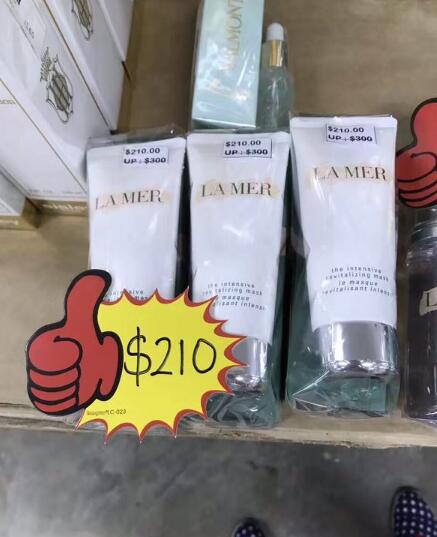 $210.00
UP : $300
LA MER
$210.00
UP : $300
LA MER
the intensive
revitalizing mask
le masque
revitalisant intensif
$210.00
UP : $300
LA MER
the intensive
revitalizing mask
le masque
revitalisant intensif
$210